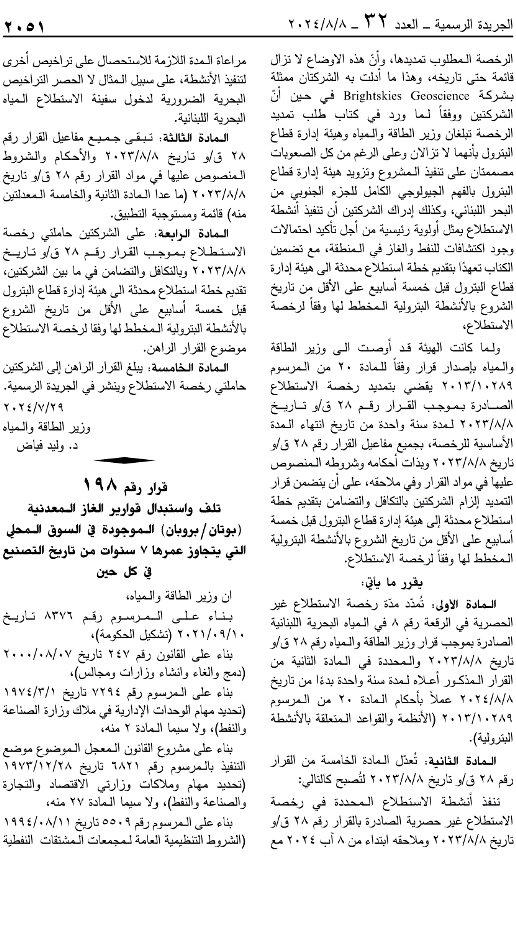 الجريدة الرسمية ـ العدد ٣٢ ـ ٢٠٢٤/٨/٨
٢٠٥١
الرخصة المطلوب تمديدها، وأنّ هذه الاوضاع لا تزال
قائمة حتى تاريخه، وهذا ما أدلت به الشركتان ممثلة
بشركة Brightskies Geoscience في حين أنّ
الشركتين ووفقاً لما ورد في كتاب طلب تمديد
الرخصة تبلغان وزير الطاقة والمياه وهيئة إدارة قطاع
البترول بأنهما لا تزالان وعلى الرغم من كل الصعوبات
مصممتان على تنفيذ المشروع وتزويد هيئة إدارة قطاع
البترول بالفهم الجيولوجي الكامل للجزء الجنوبي من
البحر اللبناني، وكذلك إدراك الشركتين أن تنفيذ أنشطة
الاستطلاع يمثل أولوية رئيسية من أجل تأكيد احتمالات
وجود اكتشافات للنفط والغاز في المنطقة، مع تضمين
الكتاب تعهدًا بتقديم خطة استطلاع محدثة الى هيئة إدارة
قطاع البترول قبل خمسة أسابيع على الأقل من تاريخ
الشروع بالأنشطة البترولية المخطط لها وفقاً لرخصة
الاستطلاع،
ولما كانت الهيئة قد أوصت الى وزير الطاقة
والمياه بإصدار قرار وفقاً للمادة ٢٠ من المرسوم
٢٠١٣/١٠٢٨٩ يقضي بتمديد رخصة الاستطلاع
الصادرة بموجب القرار رقم ٢٨ ق/و تاريخ
٢٠٢٣/٨/٨ لمدة سنة واحدة من تاريخ انتهاء المدة
الأساسية للرخصة، بجميع مفاعيل القرار رقم ٢٨ ق/و
تاريخ ٢٠٢٣/٨/٨ وبذات أحكامه وشروطه المنصوص
عليها في مواد القرار وفي ملاحقه، على أن يتضمن قرار
التمديد إلزام الشركتين بالتكافل والتضامن بتقديم خطة
استطلاع محدثة إلى هيئة إدارة قطاع البترول قبل خمسة
أسابيع على الأقل من تاريخ الشروع بالأنشطة البترولية
المخطط لها وفقاً لرخصة الاستطلاع.
يقرر ما يأتي:
المادة الأولى: تُمدّد مدّة رخصة الاستطلاع غير
الحصرية في الرقعة رقم ٨ في المياه البحرية اللبنانية
الصادرة بموجب قرار وزير الطاقة والمياه رقم ٢٨ ق/و
تاريخ ٢٠٢٣/٨/٨ والمحددة في المادة الثانية من
القرار المذكور أعلاه لمدة سنة واحدة بدءًا من تاريخ
٢٠٢٤/٨/٨ عملاً بأحكام المادة ٢٠ من المرسوم
٢٠١٣/١٠٢٨٩ (الأنظمة والقواعد المتعلقة بالأنشطة
البترولية).
المادة الثانية: تُعدّل المادة الخامسة من القرار
رقم ٢٨ ق/و تاريخ ٢٠٢٣/٨/٨ لتُصبح كالتالي:
تنفذ أنشطة الاستطلاع المحددة في رخصة
الاستطلاع غير حصرية الصادرة بالقرار رقم ٢٨ ق/و
تاريخ ٢٠٢٣/٨/٨ وملاحقه ابتداء من ٨ آب ٢٠٢٤ مع
مراعاة المدة اللازمة للاستحصال على تراخيص أخرى
لتنفيذ الأنشطة، على سبيل المثال لا الحصر التراخيص
البحرية الضرورية لدخول سفينة الاستطلاع المياه
البحرية اللبنانية.
المادة الثالثة: تبقى جميع مفاعيل القرار رقم
٢٨ ق/و تاريخ ٢٠٢٣/٨/٨ والأحكام والشروط
المنصوص عليها في مواد القرار رقم ٢٨ ق/و تاريخ
٢٠٢٣/٨/٨ (ما عدا المادة الثانية والخامسة المعدلتين
منه) قائمة ومستوجبة التطبيق.
المادة الرابعة: على الشركتين حاملتي رخصة
الاستطلاع بموجب القرار رقم ٢٨ ق/و تاريخ
٢٠٢٣/٨/٨ وبالتكافل والتضامن في ما بين الشركتين،
تقديم خطة استطلاع محدثة الى هيئة إدارة قطاع البترول
قبل خمسة أسابيع على الأقل من تاريخ الشروع
بالأنشطة البترولية المخطط لها وفقا لرخصة الاستطلاع
موضوع القرار الراهن.
المادة الخامسة: يبلغ القرار الراهن إلى الشركتين
حاملتي رخصة الاستطلاع وينشر في الجريدة الرسمية.
٢٠٢٤/٧/٢٩
وزير الطاقة والمياه
د. وليد فياض
قرار رقم ١٩٨
تلف واستبدال قوارير الغاز المعدنية
(بوتان/بروبان) الموجودة في السوق المحلي
التي يتجاوز عمرها ٧ سنوات من تاريخ التصنيع
في كل حين
ان وزير الطاقة والمياه،
بناء على المرسوم رقم ٨٣٧٦ تاريخ
٢٠٢١/٠٩/١٠ (تشكيل الحكومة)،
بناء على القانون رقم ٢٤٧ تاريخ ٢٠٠٠/٠٨/٠٧
(دمج والغاء وانشاء وزارات ومجالس)،
بناء على المرسوم رقم ٧٢٩٤ تاريخ ١٩٧٤/٣/١
(تحديد مهام الوحدات الإدارية في ملاك وزارة الصناعة
والنفط)، ولا سيما المادة ٢ منه،
بناء على مشروع القانون المعجل الموضوع موضع
التنفيذ بالمرسوم رقم ٦٨٢١ تاريخ ١٩٧٣/١٢/٢٨
(تحديد مهام وملاكات وزارتي الاقتصاد والتجارة
والصناعة والنفط)، ولا سيما المادة ٢٧ منه،
بناء على المرسوم رقم ٥٥٠٩ تاريخ ١٩٩٤/٠٨/١١
(الشروط التنظيمية العامة لمجمعات المشتقات النفطية